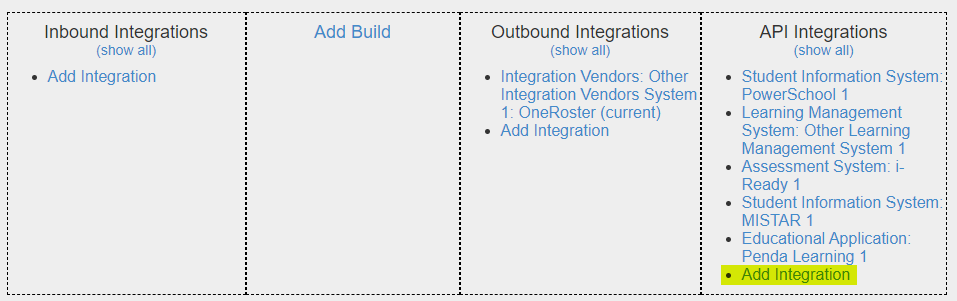 Inbound Integrations
(show all)
Add Integration
Add Build
Outbound Integrations
(show all)
Integration Vendors: Other
Integration Vendors System
1: OneRoster (current)
Add Integration
API Integrations
(show all)
Student Information System:
PowerSchool 1
Learning Management
System: Other Learning
Management System 1
Assessment System: i-
Ready 1
Student Information System:
MISTAR 1
Educational Application:
Penda Learning 1
Add Integration